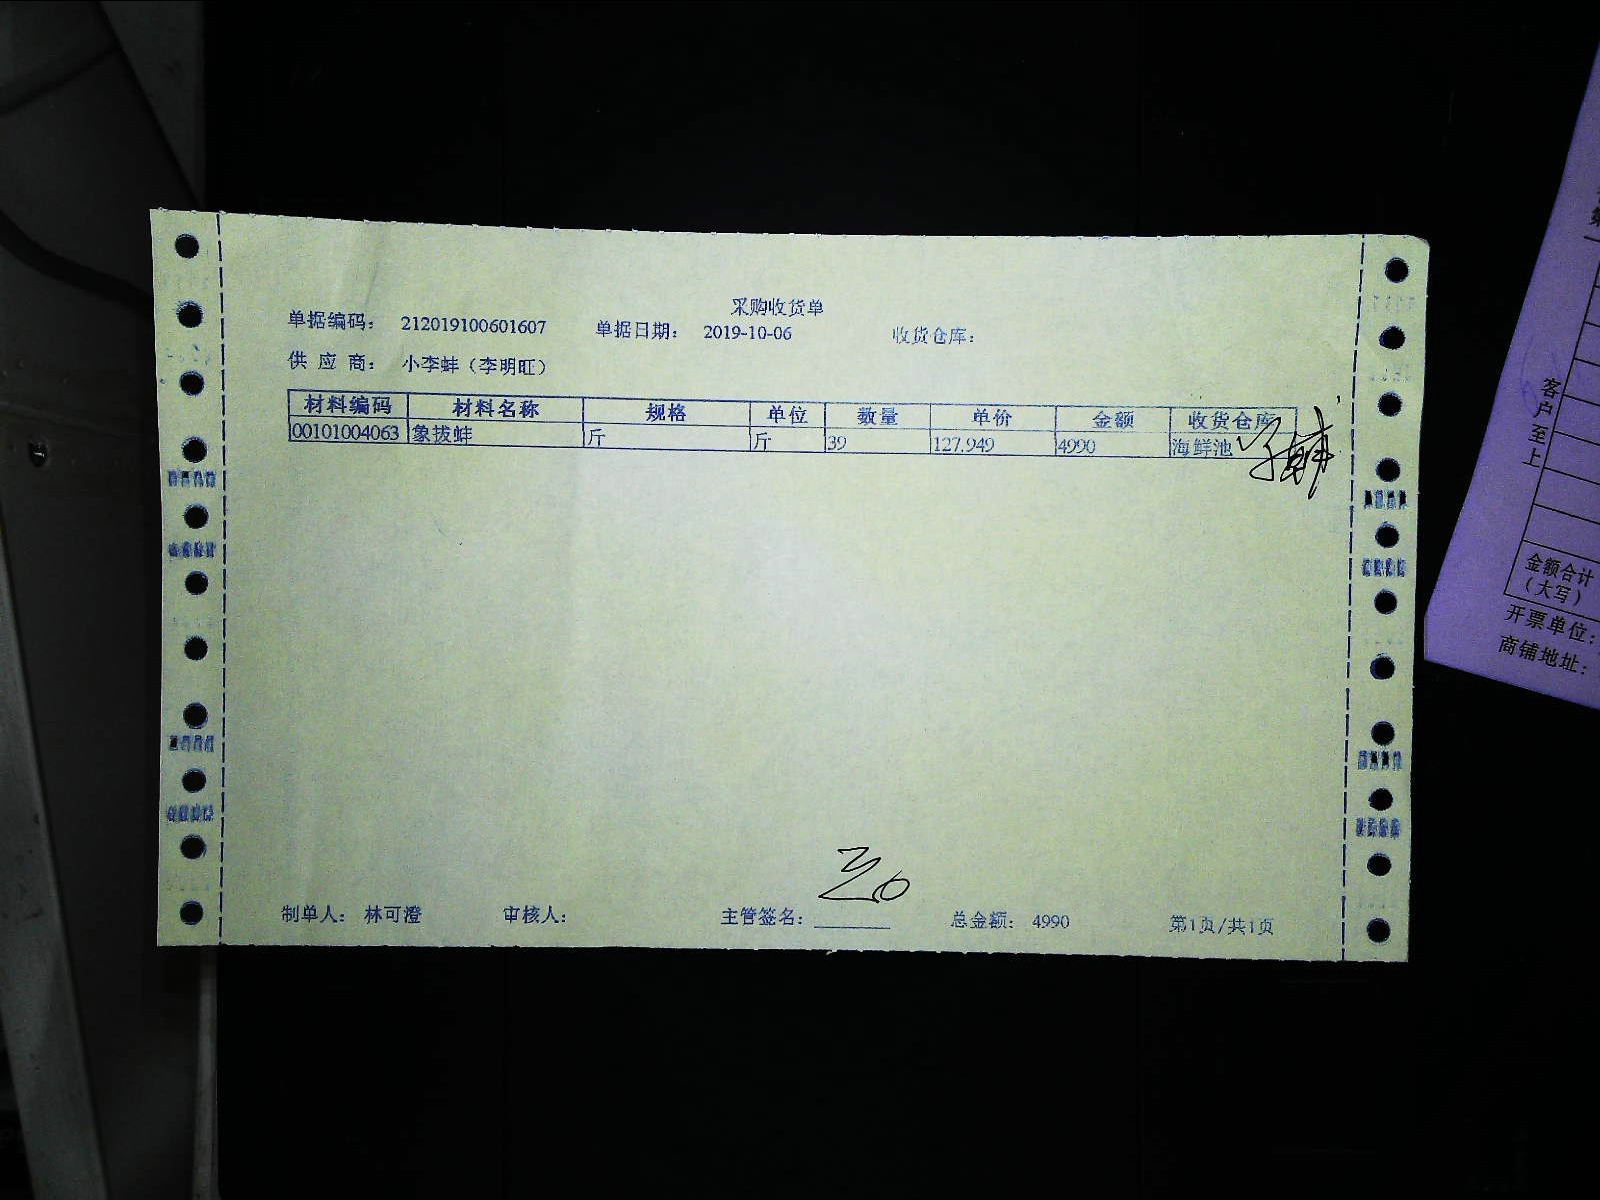 采购收货单
单据编码： 212019100601607 单据日期： 2019-10-06 收货仓库：
供 应 商： 小李蚌（李明旺）
材料编码 材料名称 规格 单位 数量 单价 金额 收货仓库
00101004063 象拔蚌 斤 斤 39 127.949 4990 海鲜池
制单人： 林可澄 审核人： 主管签名： 总金额： 4990 第1页/共1页
客户至上
金额合计
（大写）
开票单位：
商铺地址：